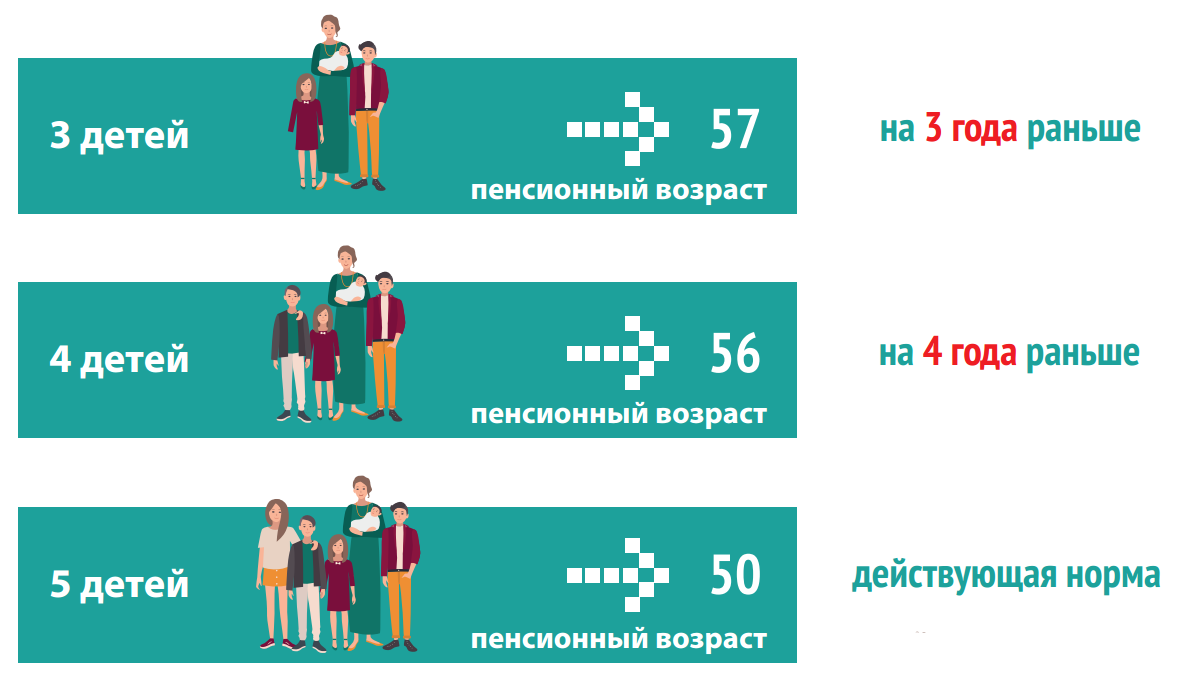 3 детей
57
пенсионный возраст
на 3 года раньше
4 детей
56
пенсионный возраст
на 4 года раньше
5 детей
50
пенсионный возраст
действующая норма